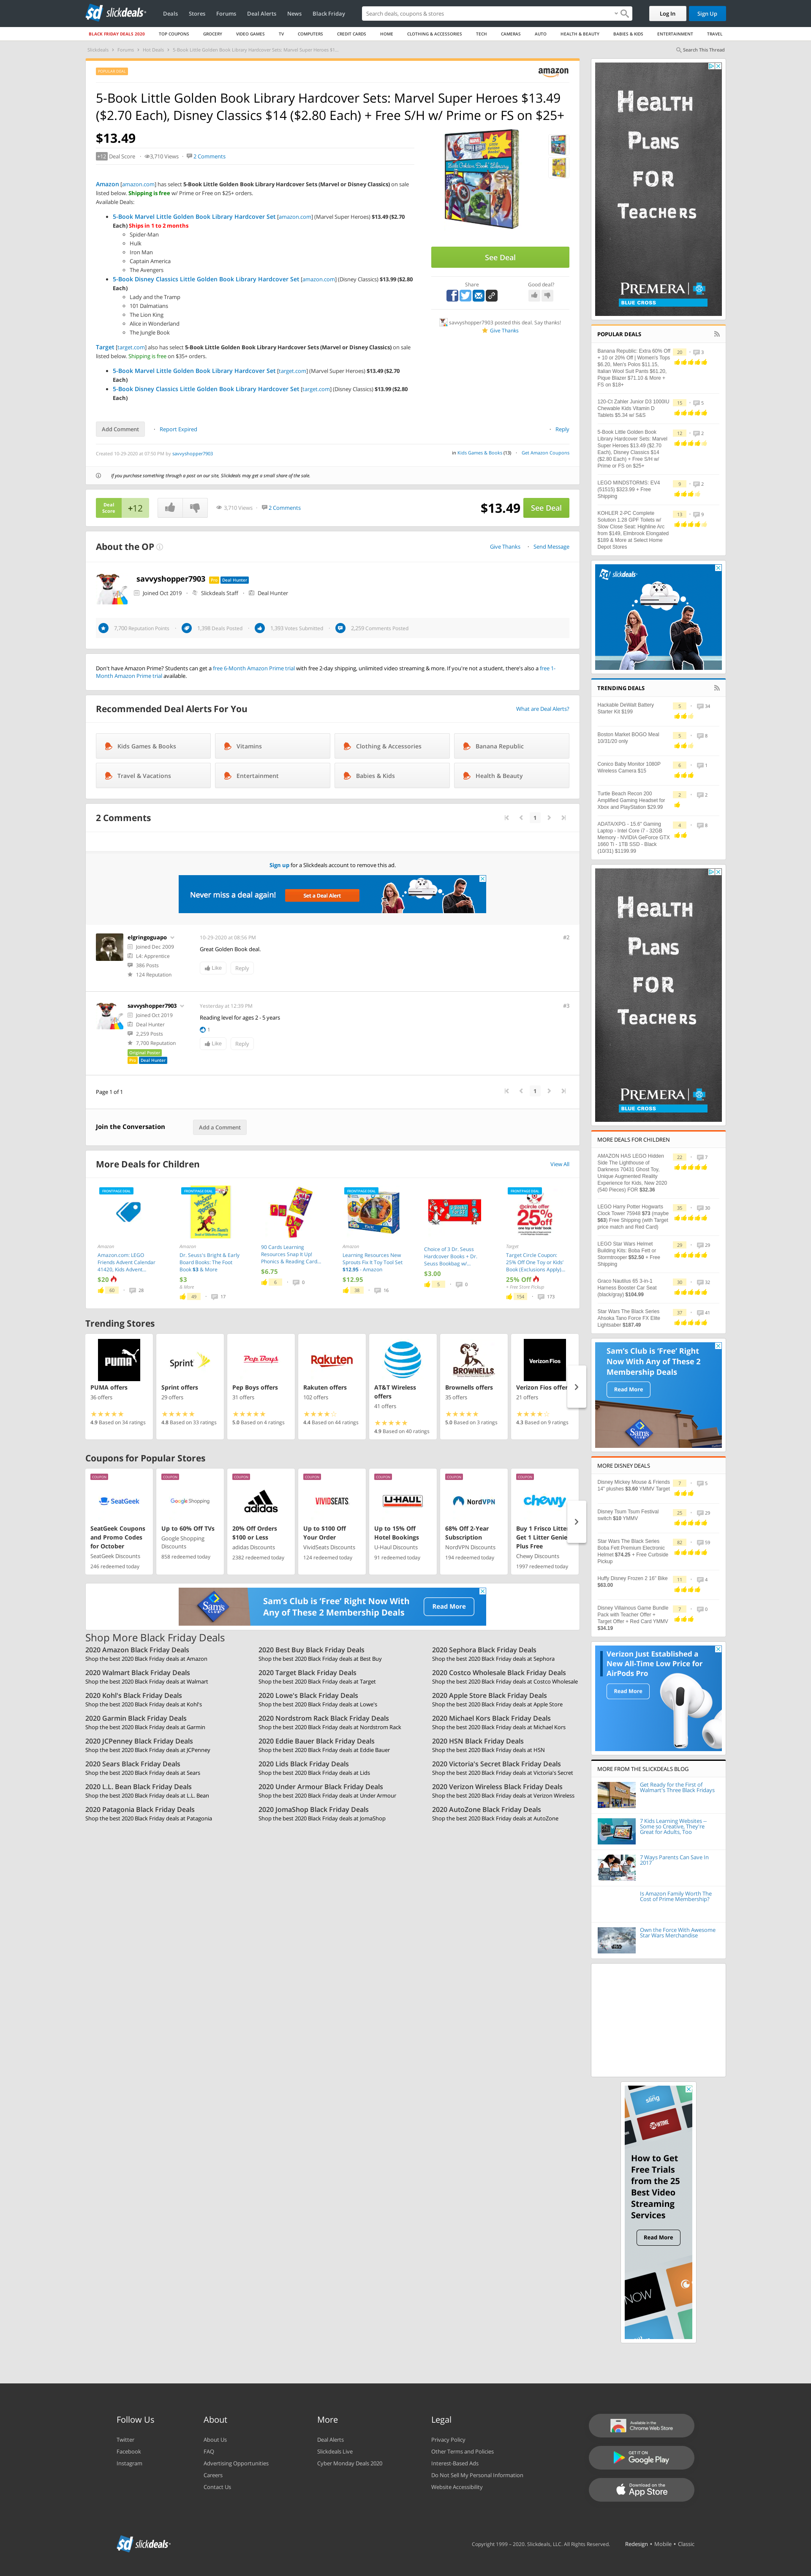 slickdeals
Deals
Stores
Forums
Deal Alerts
News
Black Friday
Search deals, coupons & stores
Log In
Sign Up
BLACK FRIDAY DEALS 2020
TOP COUPONS
GROCERY
VIDEO GAMES
TV
COMPUTERS
CREDIT CARDS
HOME
CLOTHING & ACCESSORIES
TECH
CAMERAS
AUTO
HEALTH & BEAUTY
BABIES & KIDS
ENTERTAINMENT
TRAVEL
Slickdeals
Forums
Hot Deals
5-Book Little Golden Book Library Hardcover Sets: Marvel Super Heroes $1...
Search This Thread
amazon
5-Book Little Golden Book Library Hardcover Sets: Marvel Super Heroes $13.49
($2.70 Each), Disney Classics $14 ($2.80 Each) + Free S/H w/ Prime or FS on $25+
$13.49
+12 Deal Score
3,710 Views
2 Comments
Amazon [amazon.com] has select 5-Book Little Golden Book Library Hardcover Sets (Marvel or Disney Classics) on sale
listed below. Shipping is free w/ Prime or Free on $25+ orders.
Available Deals:
5-Book Marvel Little Golden Book Library Hardcover Set [amazon.com] (Marvel Super Heroes) $13.49 ($2.70
Each) Ships in 1 to 2 months
Spider-Man
Hulk
Iron Man
Captain America
The Avengers
5-Book Disney Classics Little Golden Book Library Hardcover Set [amazon.com] (Disney Classics) $13.99 ($2.80
Each)
Lady and the Tramp
101 Dalmatians
The Lion King
Alice in Wonderland
The Jungle Book
Target [target.com] also has select 5-Book Little Golden Book Library Hardcover Sets (Marvel or Disney Classics) on sale
listed below. Shipping is free on $35+ orders.
5-Book Marvel Little Golden Book Library Hardcover Set [target.com] (Marvel Super Heroes) $13.49 ($2.70
Each)
5-Book Disney Classics Little Golden Book Library Hardcover Set [target.com] (Disney Classics) $13.99 ($2.80
Each)
See Deal
Share
Good deal?
savvyshopper7903 posted this deal. Say thanks!
Give Thanks
Add Comment
Report Expired
Reply
Created 10-29-2020 at 07:50 PM by savvyshopper7903
in Kids Games & Books (13)
Get Amazon Coupons
If you purchase something through a post on our site, Slickdeals may get a small share of the sale.
Deal
Score
+12
3,710 Views
2 Comments
$13.49
See Deal
About the OP
Give Thanks
Send Message
savvyshopper7903
Pro
Deal Hunter
Joined Oct 2019
Slickdeals Staff
Deal Hunter
7,700 Reputation Points
1,398 Deals Posted
1,393 Votes Submitted
2,259 Comments Posted
Don't have Amazon Prime? Students can get a free 6-Month Amazon Prime trial with free 2-day shipping, unlimited video streaming & more. If you're not a student, there's also a free 1-
Month Amazon Prime trial available.
Recommended Deal Alerts For You
What are Deal Alerts?
Kids Games & Books
Vitamins
Clothing & Accessories
Banana Republic
Travel & Vacations
Entertainment
Babies & Kids
Health & Beauty
2 Comments
1
Sign up for a Slickdeals account to remove this ad.
Never miss a deal again!
Set a Deal Alert
elgringoguapo
Joined Dec 2009
L4: Apprentice
386 Posts
124 Reputation
10-29-2020 at 08:56 PM
#2
Great Golden Book deal.
Like
Reply
savvyshopper7903
Joined Oct 2019
Deal Hunter
2,259 Posts
7,700 Reputation
Original Poster
Pro
Deal Hunter
Yesterday at 12:39 PM
#3
Reading level for ages 2 - 5 years
Like
Reply
Page 1 of 1
1
Join the Conversation
Add a Comment
More Deals for Children
View All
Amazon
Amazon.com: LEGO
Friends Advent Calendar
41420, Kids Advent...
$20
28
Amazon
Dr. Seuss's Bright & Early
Board Books: The Foot
Book $3 & More
$3
& More
49
17
90 Cards Learning
Resources Snap It Up!
Phonics & Reading Card...
$6.75
6
0
Amazon
Learning Resources New
Sprouts Fix It Toy Tool Set
$12.95 - Amazon
$12.95
38
16
Choice of 3 Dr. Seuss
Hardcover Books + Dr.
Seuss Bookbag w/...
$3.00
5
0
Target
Target Circle Coupon:
25% Off One Toy or Kids'
Book (Exclusions Apply)...
25% Off
+ Free Store Pickup
154
173
Trending Stores
PUMA offers
36 offers
4.9 Based on 34 ratings
Sprint offers
29 offers
4.8 Based on 33 ratings
Pep Boys offers
31 offers
5.0 Based on 4 ratings
Rakuten offers
102 offers
4.4 Based on 44 ratings
AT&T Wireless
offers
41 offers
4.9 Based on 40 ratings
Brownells offers
35 offers
5.0 Based on 3 ratings
Verizon Fios offers
21 offers
4.3 Based on 9 ratings
Coupons for Popular Stores
SeatGeek Coupons
and Promo Codes
for October
SeatGeek Discounts
246 redeemed today
Up to 60% Off TVs
Google Shopping
Discounts
858 redeemed today
20% Off Orders
$100 or Less
adidas Discounts
2382 redeemed today
Up to $100 Off
Your Order
VividSeats Discounts
124 redeemed today
Up to 15% Off
Hotel Bookings
U-Haul Discounts
91 redeemed today
68% Off 2-Year
Subscription
NordVPN Discounts
194 redeemed today
Buy 1 Frisco Litter
Get 1 Litter Genie
Plus Free
Chewy Discounts
1997 redeemed today
Sam's Club is 'Free' Right Now With
Any of These 2 Membership Deals
Read More
Shop More Black Friday Deals
2020 Amazon Black Friday Deals
Shop the best 2020 Black Friday deals at Amazon
2020 Best Buy Black Friday Deals
Shop the best 2020 Black Friday deals at Best Buy
2020 Sephora Black Friday Deals
Shop the best 2020 Black Friday deals at Sephora
2020 Walmart Black Friday Deals
Shop the best 2020 Black Friday deals at Walmart
2020 Target Black Friday Deals
Shop the best 2020 Black Friday deals at Target
2020 Costco Wholesale Black Friday Deals
Shop the best 2020 Black Friday deals at Costco Wholesale
2020 Kohl's Black Friday Deals
Shop the best 2020 Black Friday deals at Kohl's
2020 Lowe's Black Friday Deals
Shop the best 2020 Black Friday deals at Lowe's
2020 Apple Store Black Friday Deals
Shop the best 2020 Black Friday deals at Apple Store
2020 Garmin Black Friday Deals
Shop the best 2020 Black Friday deals at Garmin
2020 Nordstrom Rack Black Friday Deals
Shop the best 2020 Black Friday deals at Nordstrom Rack
2020 Michael Kors Black Friday Deals
Shop the best 2020 Black Friday deals at Michael Kors
2020 JCPenney Black Friday Deals
Shop the best 2020 Black Friday deals at JCPenney
2020 Eddie Bauer Black Friday Deals
Shop the best 2020 Black Friday deals at Eddie Bauer
2020 HSN Black Friday Deals
Shop the best 2020 Black Friday deals at HSN
2020 Sears Black Friday Deals
Shop the best 2020 Black Friday deals at Sears
2020 Lids Black Friday Deals
Shop the best 2020 Black Friday deals at Lids
2020 Victoria's Secret Black Friday Deals
Shop the best 2020 Black Friday deals at Victoria's Secret
2020 L.L. Bean Black Friday Deals
Shop the best 2020 Black Friday deals at L.L. Bean
2020 Under Armour Black Friday Deals
Shop the best 2020 Black Friday deals at Under Armour
2020 Verizon Wireless Black Friday Deals
Shop the best 2020 Black Friday deals at Verizon Wireless
2020 Patagonia Black Friday Deals
Shop the best 2020 Black Friday deals at Patagonia
2020 JomaShop Black Friday Deals
Shop the best 2020 Black Friday deals at JomaShop
2020 AutoZone Black Friday Deals
Shop the best 2020 Black Friday deals at AutoZone
HEALTH
PLANS
FOR
TEACHERS
PREMERA
BLUE CROSS
POPULAR DEALS
Banana Republic: Extra 60% Off
+ 10 or 20% Off | Women's Tops
$6.20, Men's Polos $11.15,
Italian Wool Suit Pants $61.20,
Pique Blazer $71.10 & More +
FS on $18+
20
3
120-Ct Zahler Junior D3 1000IU
Chewable Kids Vitamin D
Tablets $5.34 w/ S&S
15
5
5-Book Little Golden Book
Library Hardcover Sets: Marvel
Super Heroes $13.49 ($2.70
Each), Disney Classics $14
($2.80 Each) + Free S/H w/
Prime or FS on $25+
12
2
LEGO MINDSTORMS: EV4
(51515) $323.99 + Free
Shipping
9
2
KOHLER 2-PC Complete
Solution 1.28 GPF Toilets w/
Slow Close Seat: Highline Arc
from $149, Elmbrook Elongated
$189 & More at Select Home
Depot Stores
13
9
slickdeals
TRENDING DEALS
Hackable DeWalt Battery
Starter Kit $199
5
34
Boston Market BOGO Meal
10/31/20 only
5
8
Conico Baby Monitor 1080P
Wireless Camera $15
6
1
Turtle Beach Recon 200
Amplified Gaming Headset for
Xbox and PlayStation $29.99
2
2
ADATA/XPG - 15.6" Gaming
Laptop - Intel Core i7 - 32GB
Memory - NVIDIA GeForce GTX
1660 Ti - 1TB SSD - Black
(10/31) $1199.99
4
8
HEALTH
PLANS
FOR
TEACHERS
PREMERA
BLUE CROSS
MORE DEALS FOR CHILDREN
AMAZON HAS LEGO Hidden
Side The Lighthouse of
Darkness 70431 Ghost Toy,
Unique Augmented Reality
Experience for Kids, New 2020
(540 Pieces) FOR $32.36
22
7
LEGO Harry Potter Hogwarts
Clock Tower 75948 $73 (maybe
$63) Free Shipping (with Target
price match and Red Card)
35
30
LEGO Star Wars Helmet
Building Kits: Boba Fett or
Stormtrooper $52.50 + Free
Shipping
29
Graco Nautilus 65 3-in-1
Harness Booster Car Seat
(black/gray) $104.99
30
32
Star Wars The Black Series
Ahsoka Tano Force FX Elite
Lightsaber $187.49
37
41
Sam's Club is 'Free' Right
Now With Any of These 2
Membership Deals
Read More
MORE DISNEY DEALS
Disney Mickey Mouse & Friends
14" plushes $3.60 YMMV Target
7
5
Disney Tsum Tsum Festival
switch $10 YMMV
25
29
Star Wars The Black Series
Boba Fett Premium Electronic
Helmet $74.25 + Free Curbside
Pickup
82
59
Huffy Disney Frozen 2 16" Bike
$63.00
11
4
Disney Villainous Game Bundle
Pack with Teacher Offer +
Target Offer + Red Card YMMV
$34.19
7
0
Verizon Just Established a
New All-Time Low Price for
AirPods Pro
Read More
MORE FROM THE SLICKDEALS BLOG
Get Ready for the First of
Walmart's Three Black Fridays
7 Kids Learning Websites –
Some so Creative, They're
Great for Adults, Too
7 Ways Parents Can Save In
2017
Is Amazon Family Worth The
Cost of Prime Membership?
Own the Force With Awesome
Star Wars Merchandise
sling
SHOWTIME
How to Get
Free Trials
from the 25
Best Video
Streaming
Services
Read More
Follow Us
Twitter
Facebook
Instagram
About
About Us
FAQ
Advertising Opportunities
Careers
Contact Us
More
Deal Alerts
Slickdeals Live
Cyber Monday Deals 2020
Legal
Privacy Policy
Other Terms and Policies
Interest-Based Ads
Do Not Sell My Personal Information
Website Accessibility
Available in the
Chrome Web Store
GET IT ON
Google Play
Download on the
App Store
slickdeals
Copyright 1999 – 2020. Slickdeals, LLC. All Rights Reserved.
Redesign • Mobile • Classic